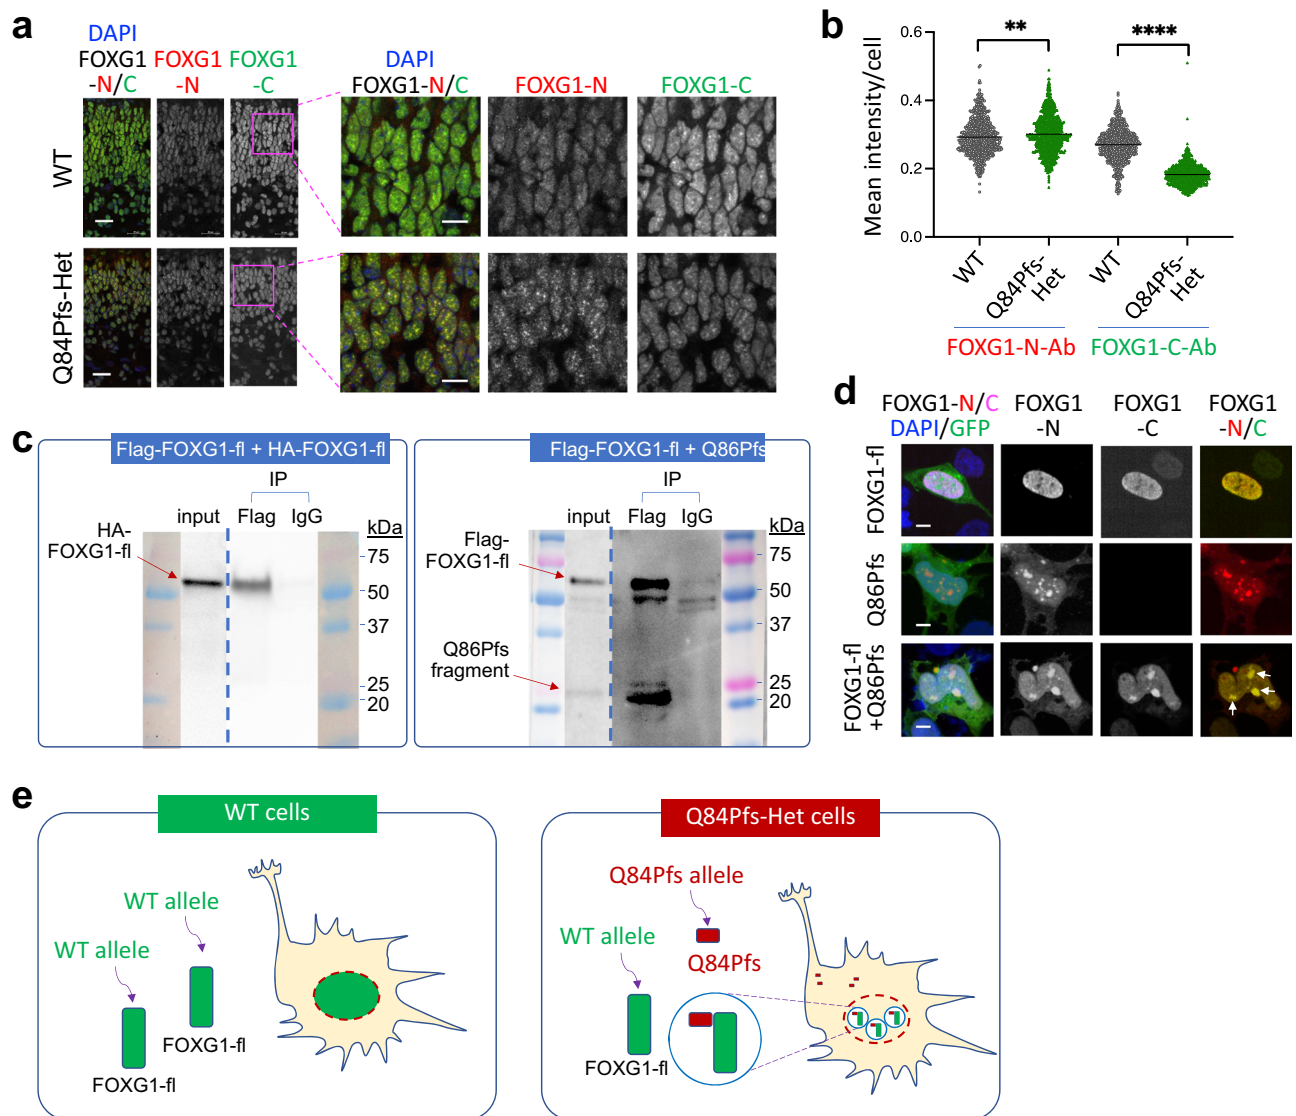 a
DAPI
FOXG1
-N/C
FOXG1
-N
FOXG1
-C
DAPI
FOXG1-N/C
FOXG1-N
FOXG1-C
WT
Q84Pfs-Het
b
Mean intensity/cell
0.6
0.4
0.2
0.0
**
****
WT
Q84Pfs-
Het
WT
Q84Pfs-
Het
FOXG1-N-Ab
FOXG1-C-Ab
c
Flag-FOXG1-fl + HA-FOXG1-fl
IP
input
Flag
IgG
kDa
HA-
FOXG1-fl
75
50
37
25
20
Flag-FOXG1-fl + Q86Pfs
IP
input
Flag
IgG
kDa
Flag-
FOXG1-fl
Q86Pfs
fragment
75
50
37
25
20
d
FOXG1-N/C
DAPI/GFP
FOXG1
-N
FOXG1
-C
FOXG1
-N/C
FOXG1-fl
Q86Pfs
FOXG1-fl
+Q86Pfs
e
WT cells
WT allele
WT allele
FOXG1-fl
FOXG1-fl
Q84Pfs-Het cells
Q84Pfs allele
WT allele
Q84Pfs
FOXG1-fl